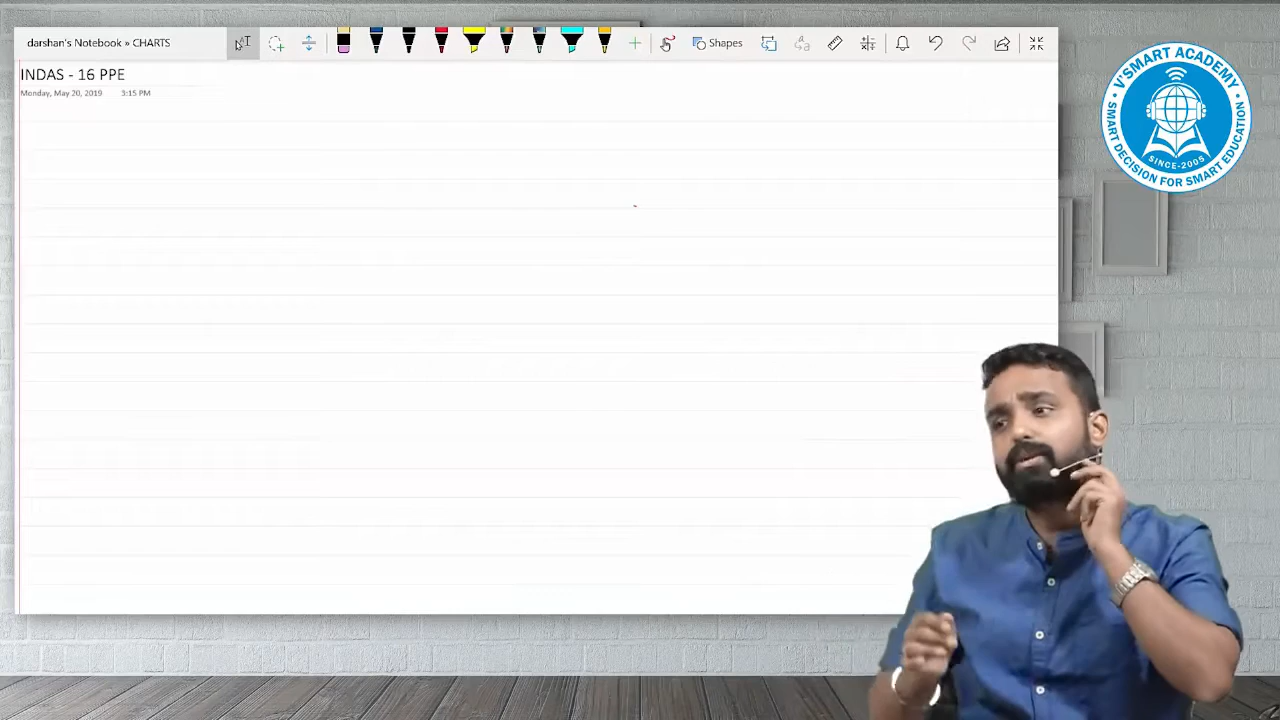 darshan's Notebook » CHARTS
Shapes
INDAS - 16 PPE
Monday, May 20, 2019 3:15 PM
V'SMART ACADEMY
SINCE-2005
SMART DECISION FOR SMART EDUCATION